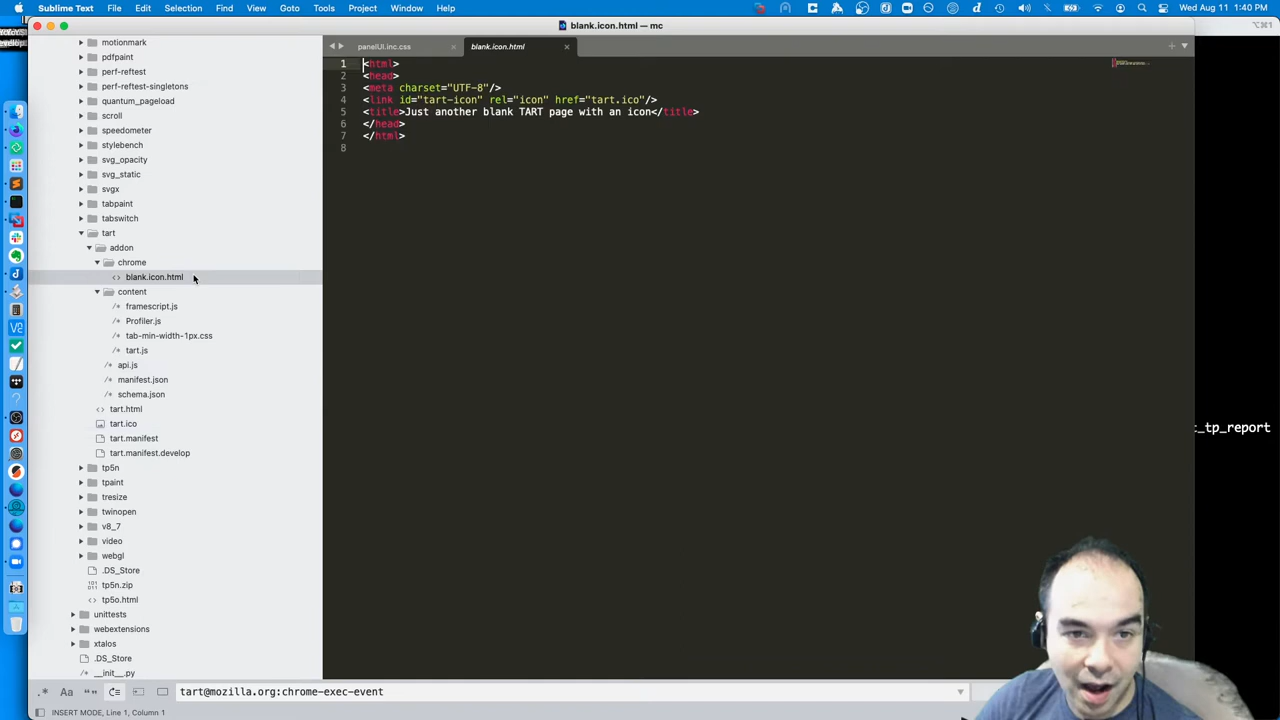 Sublime Text File Edit Selection Find View Goto Tools Project Window Help
Wed Aug 11 1:40 PM
blank.icon.html — mc
⌥⌘1
motionmark
pdfpaint
perf-reftest
perf-reftest-singletons
quantum_pageload
scroll
speedometer
stylebench
svg_opacity
svg_static
svgx
tabpaint
tabswitch
tart
addon
chrome
blank.icon.html
content
framescript.js
Profiler.js
tab-min-width-1px.css
tart.js
api.js
manifest.json
schema.json
tart.html
tart.ico
tart.manifest
tart.manifest.develop
tp5n
tpaint
tresize
twinopen
v8_7
video
webgl
.DS_Store
tp5n.zip
tp5o.html
unittests
webextensions
xtalos
.DS_Store
__init__.py
panelUI.inc.css
blank.icon.html
1 <html>
2 <head>
3 <meta charset="UTF-8"/>
4 <link id="tart-icon" rel="icon" href="tart.ico"/>
5 <title>Just another blank TART page with an icon</title>
6 </head>
7 </html>
8
t_tp_report
.* Aa “” tart@mozilla.org:chrome-exec-event
INSERT MODE, Line 1, Column 1